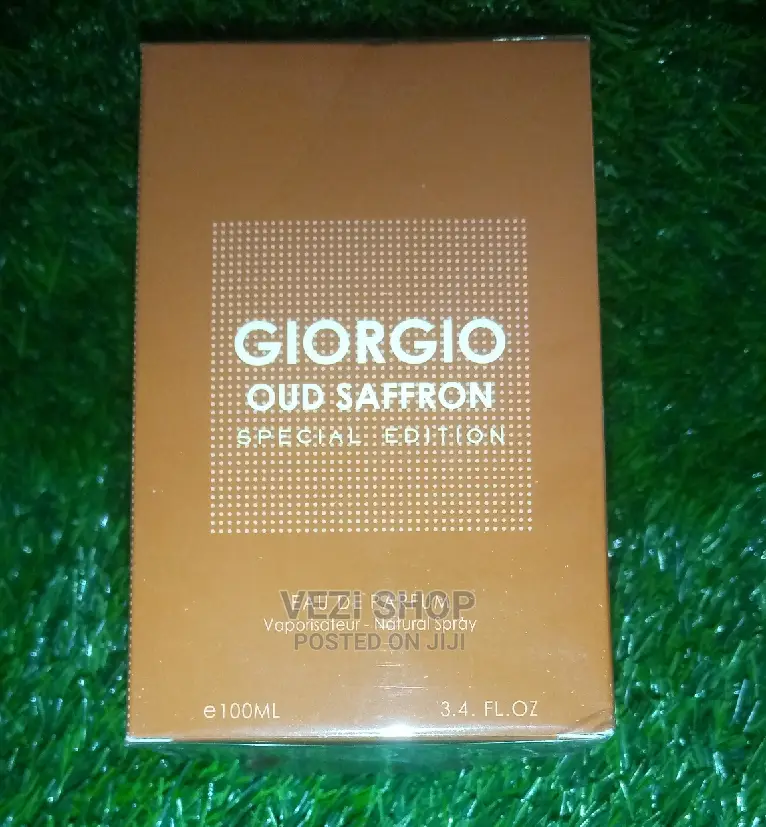 GIORGIO
OUD SAFFRON
SPECIAL EDITION
EAU DE PARFUM
VEZI SHOP
Vaporisateur - Natural Spray
POSTED ON JIJI
e100ML 3.4. FL.OZ